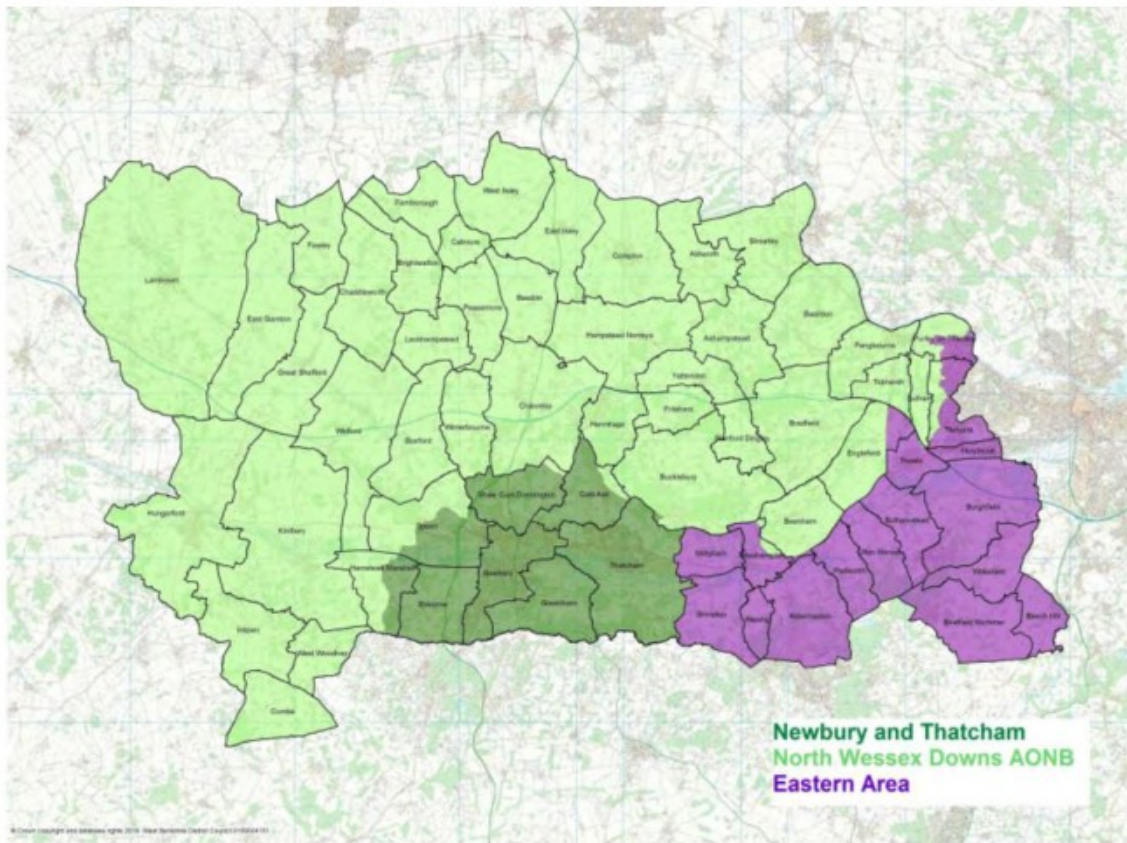 West Ilsley
Farnborough
Fawley
Catmore
East Ilsley
Compton
Aldworth
Streatley
Lambourn
Brightwalton
Chaddleworth
Beedon
Peasemore
Basildon
East Garston
Leckhampstead
Hampstead Norreys
Ashampstead
Pangbourne
Great Shefford
Yattendon
Tidmarsh
Chieveley
Frilsham
Welford
Boxford
Winterbourne
Hermitage
Stanford Dingley
Bradfield
Tilehurst
Englefield
Holybrook
Theale
Bucklebury
Shaw-Cum-Donnington
Cold Ash
Burghfield
Hungerford
Speen
Beenham
Sulhamstead
Kintbury
Midgham
Hamstead Marshall
Newbury
Thatcham
Padworth
Wokefield
Enborne
Greenham
Brimpton
Aldermaston
Stratfield Mortimer
Beech Hill
Inkpen
West Woodhay
Combe
Newbury and Thatcham
North Wessex Downs AONB
Eastern Area